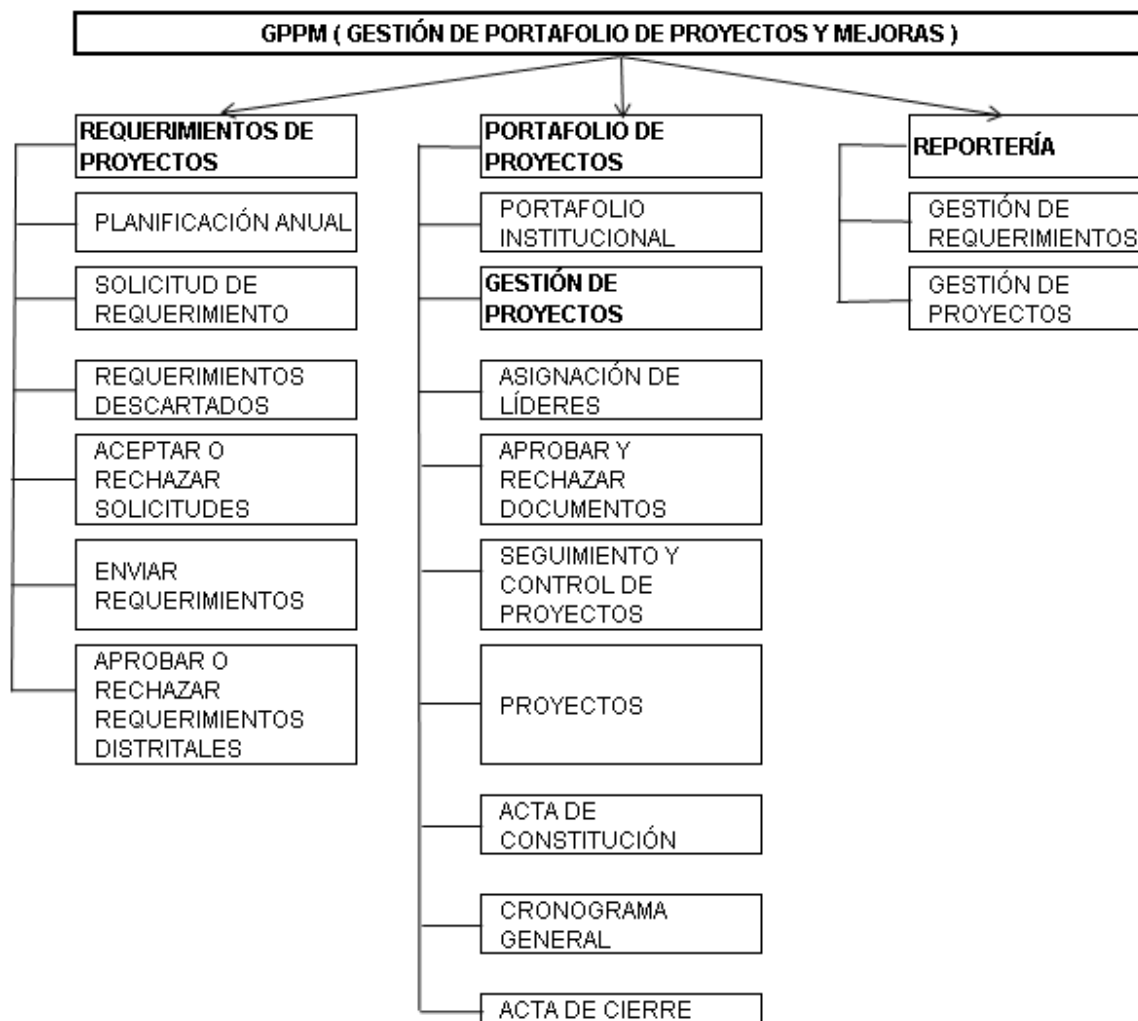 GPPM ( GESTIÓN DE PORTAFOLIO DE PROYECTOS Y MEJORAS )
REQUERIMIENTOS DE
PROYECTOS
PLANIFICACIÓN ANUAL
SOLICITUD DE
REQUERIMIENTO
REQUERIMIENTOS
DESCARTADOS
ACEPTAR O
RECHAZAR
SOLICITUDES
ENVIAR
REQUERIMIENTOS
APROBAR O
RECHAZAR
REQUERIMIENTOS
DISTRITALES
PORTAFOLIO DE
PROYECTOS
PORTAFOLIO
INSTITUCIONAL
GESTIÓN DE
PROYECTOS
ASIGNACIÓN DE
LÍDERES
APROBAR Y
RECHAZAR
DOCUMENTOS
SEGUIMIENTO Y
CONTROL DE
PROYECTOS
PROYECTOS
ACTA DE
CONSTITUCIÓN
CRONOGRAMA
GENERAL
ACTA DE CIERRE
REPORTERÍA
GESTIÓN DE
REQUERIMIENTOS
GESTIÓN DE
PROYECTOS